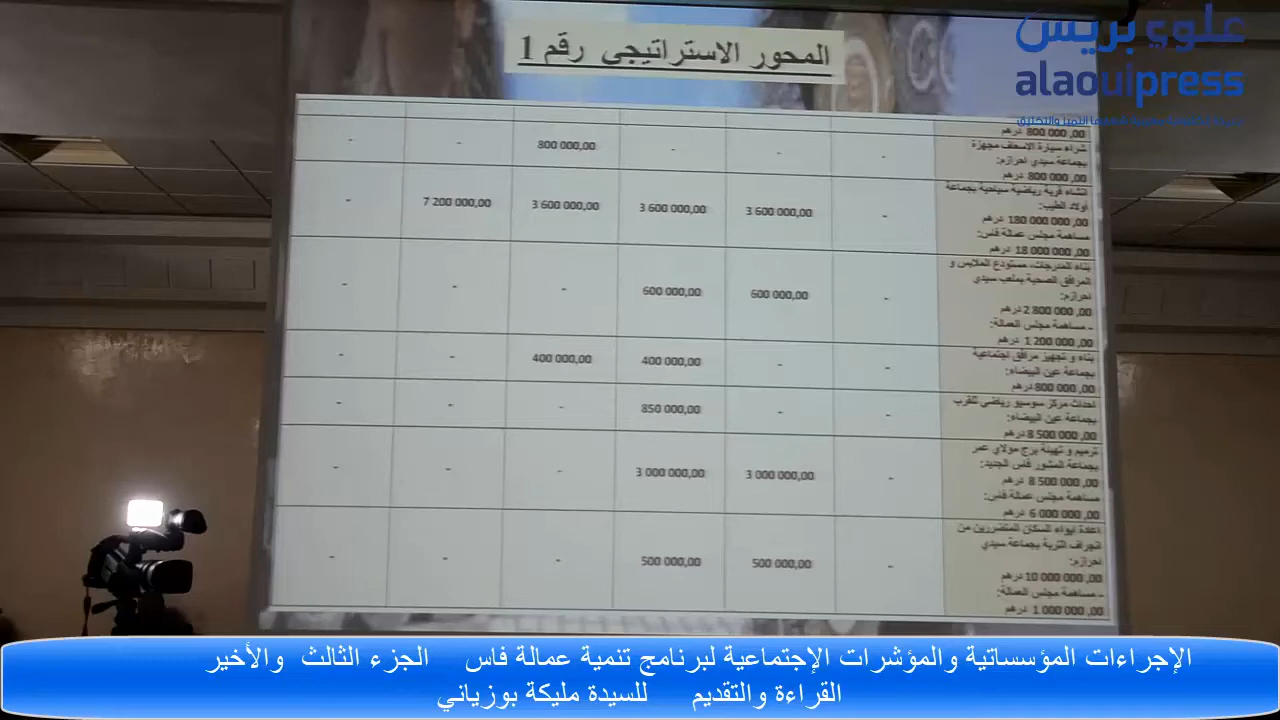 علوي بريس
alaouipress
المحور الاستراتيجي رقم 1
800 000,00 درهم
شراء سيارة الاسعاف مجهزة
بجماعة سيدي احرازم:
800 000,00 درهم
- - 800 000,00 - - -
انشاء قرية رياضية سياحية بجماعة
أولاد الطيب:
180 000 000,00 درهم
مساهمة مجلس عمالة فاس:
18 000 000,00 درهم
- 3 600 000,00 3 600 000,00 3 600 000,00 7 200 000,00 -
بناء المدرجات، مستودع الملابس و
المرافق الصحية بملعب سيدي
احرازم:
2 800 000,00 درهم
- مساهمة مجلس العمالة:
1 200 000,00 درهم
- 600 000,00 600 000,00 - - -
بناء و تجهيز مرافق اجتماعية
بجماعة عين البيضاء:
800 000,00 درهم
- - 400 000,00 400 000,00 - -
احداث مركز سوسيو رياضي للقرب
بجماعة عين البيضاء:
8 500 000,00 درهم
- - 850 000,00 - - -
ترميم و تهيئة برج مولاي عمر
بجماعة المشور فاس الجديد:
8 500 000,00 درهم
مساهمة مجلس عمالة فاس:
6 000 000,00 درهم
- 3 000 000,00 3 000 000,00 - - -
اعادة ايواء السكان المتضررين من
انجراف التربة بجماعة سيدي
احرازم:
10 000 000,00 درهم
- مساهمة مجلس العمالة:
1 000 000,00 درهم
- 500 000,00 500 000,00 - - -
الإجراءات المؤسساتية والمؤشرات الإجتماعية لبرنامج تنمية عمالة فاس الجزء الثالث والأخير
القراءة والتقديم للسيدة مليكة بوزياني